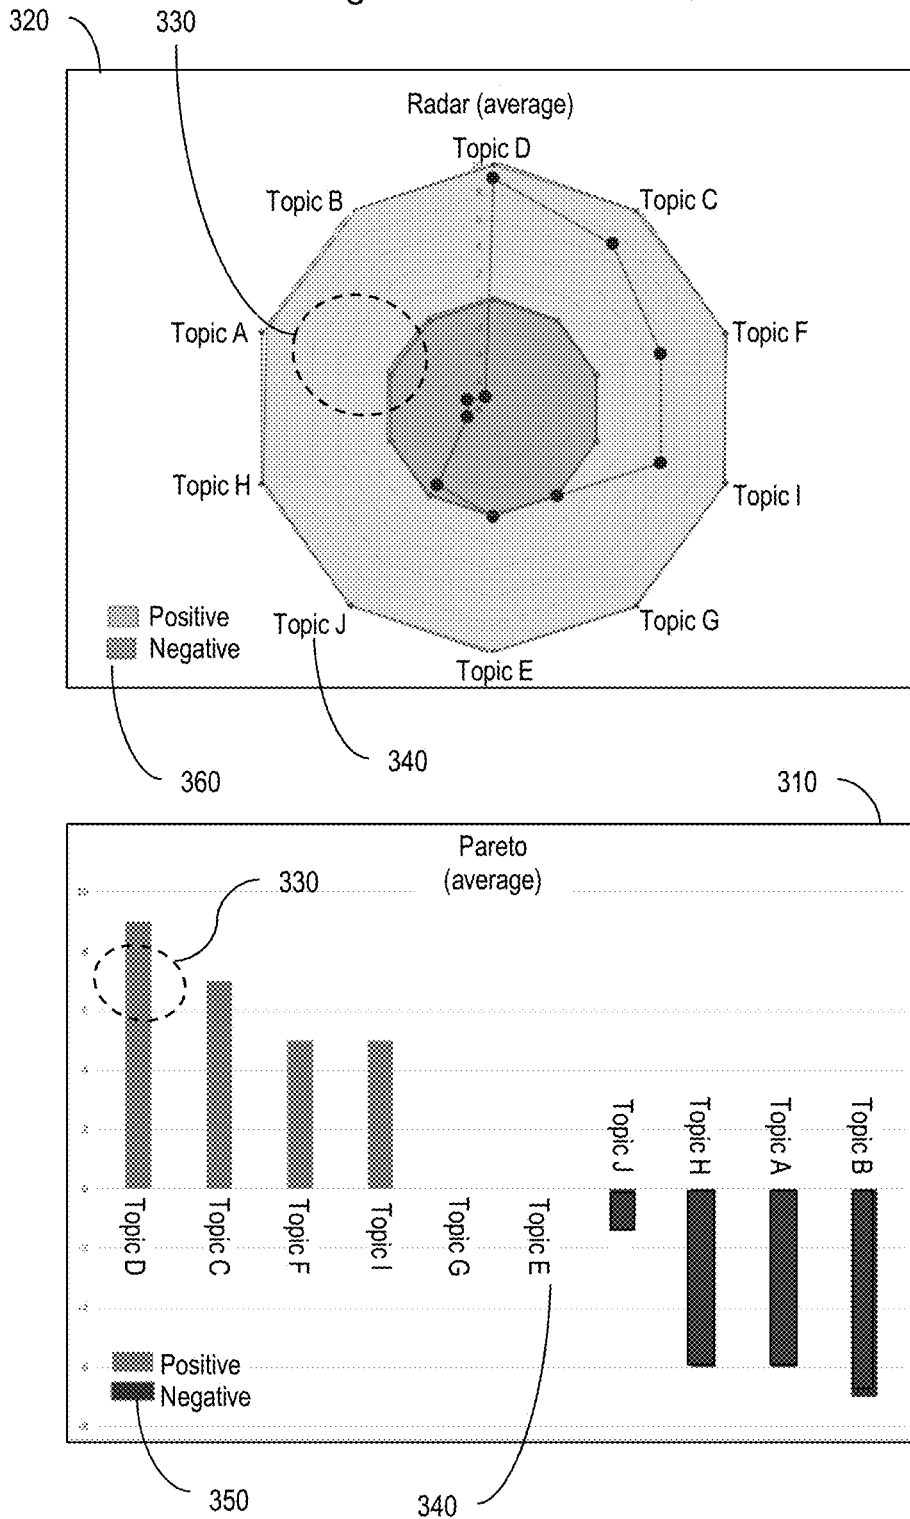 320
330
Radar (average)
Topic D
Topic B
Topic C
Topic A
Topic F
Topic H
Topic I
Topic J
Topic G
Topic E
Positive
Negative
340
360
310
Pareto
(average)
330
Topic D
Topic C
Topic F
Topic I
Topic G
Topic E
Topic J
Topic H
Topic A
Topic B
Positive
Negative
350
340